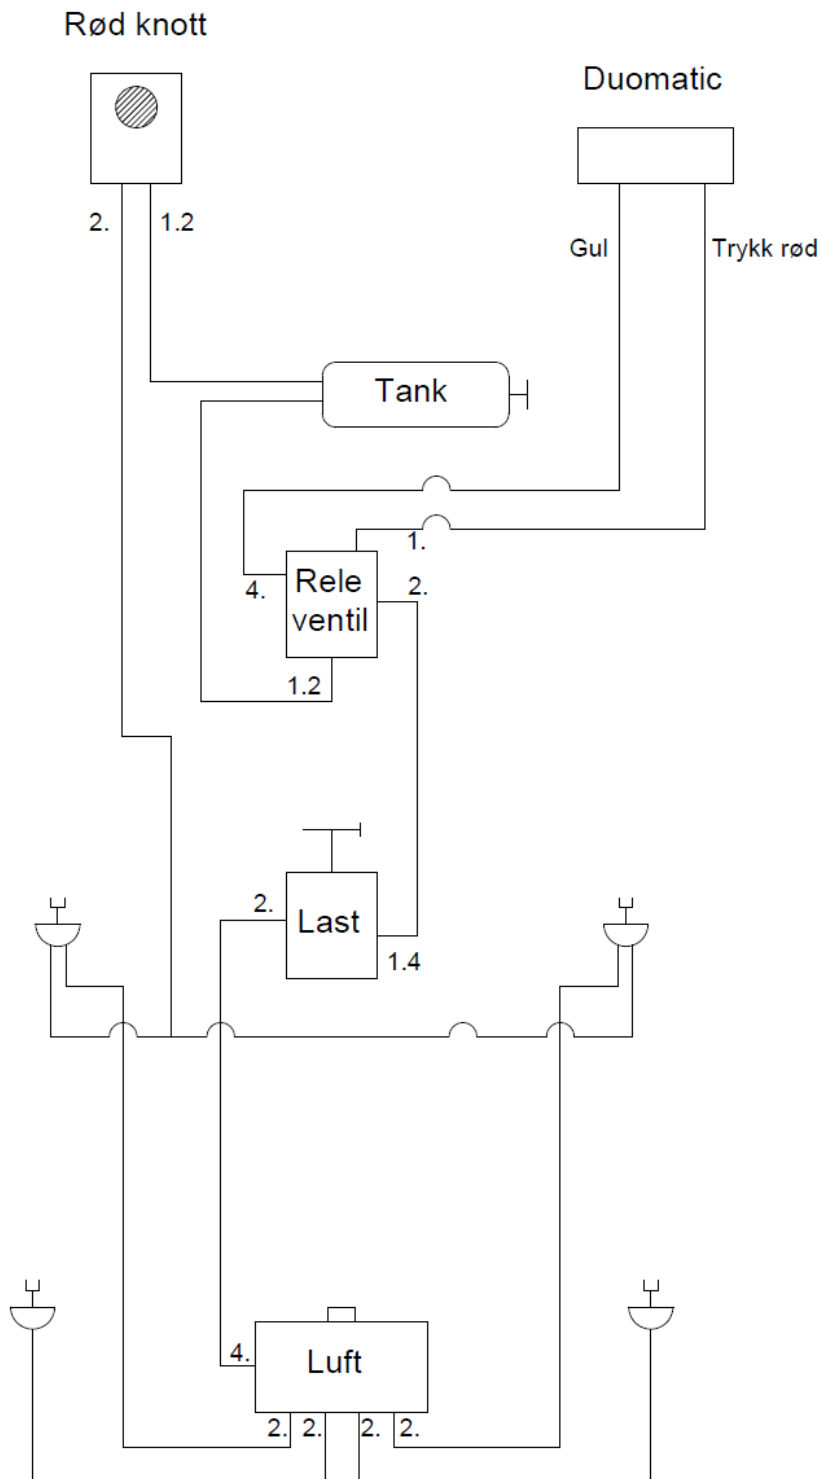 Rød knott
Duomatic
2.
1.2
Gul
Trykk rød
Tank
1.
4.
Rele
ventil
2.
1.2
2.
Last
1.4
4.
Luft
2.
2.
2.
2.